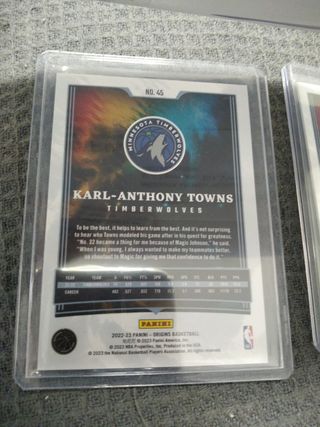 NO. 45
MINNESOTA TIMBERWOLVES
KARL-ANTHONY TOWNS
TIMBERWOLVES
To be the best, it helps to learn from the best. And it's not surprising
to hear who Towns modeled his game after in his quest for greatness.
"No. 32 became a thing for me because of Magic Johnson," he said.
"When I was young, I always wanted to make my teammates better,
so shoutout to Magic for giving me that confidence to do it."
YEAR TEAM G FG% FT%
CAREER
PANINI
2022-23 PANINI - ORIGINS BASKETBALL
© 2023 Panini America, Inc.
© 2023 NBA Properties, Inc. Produced in the USA.
© 2023 the National Basketball Players Association. All rights reserved.